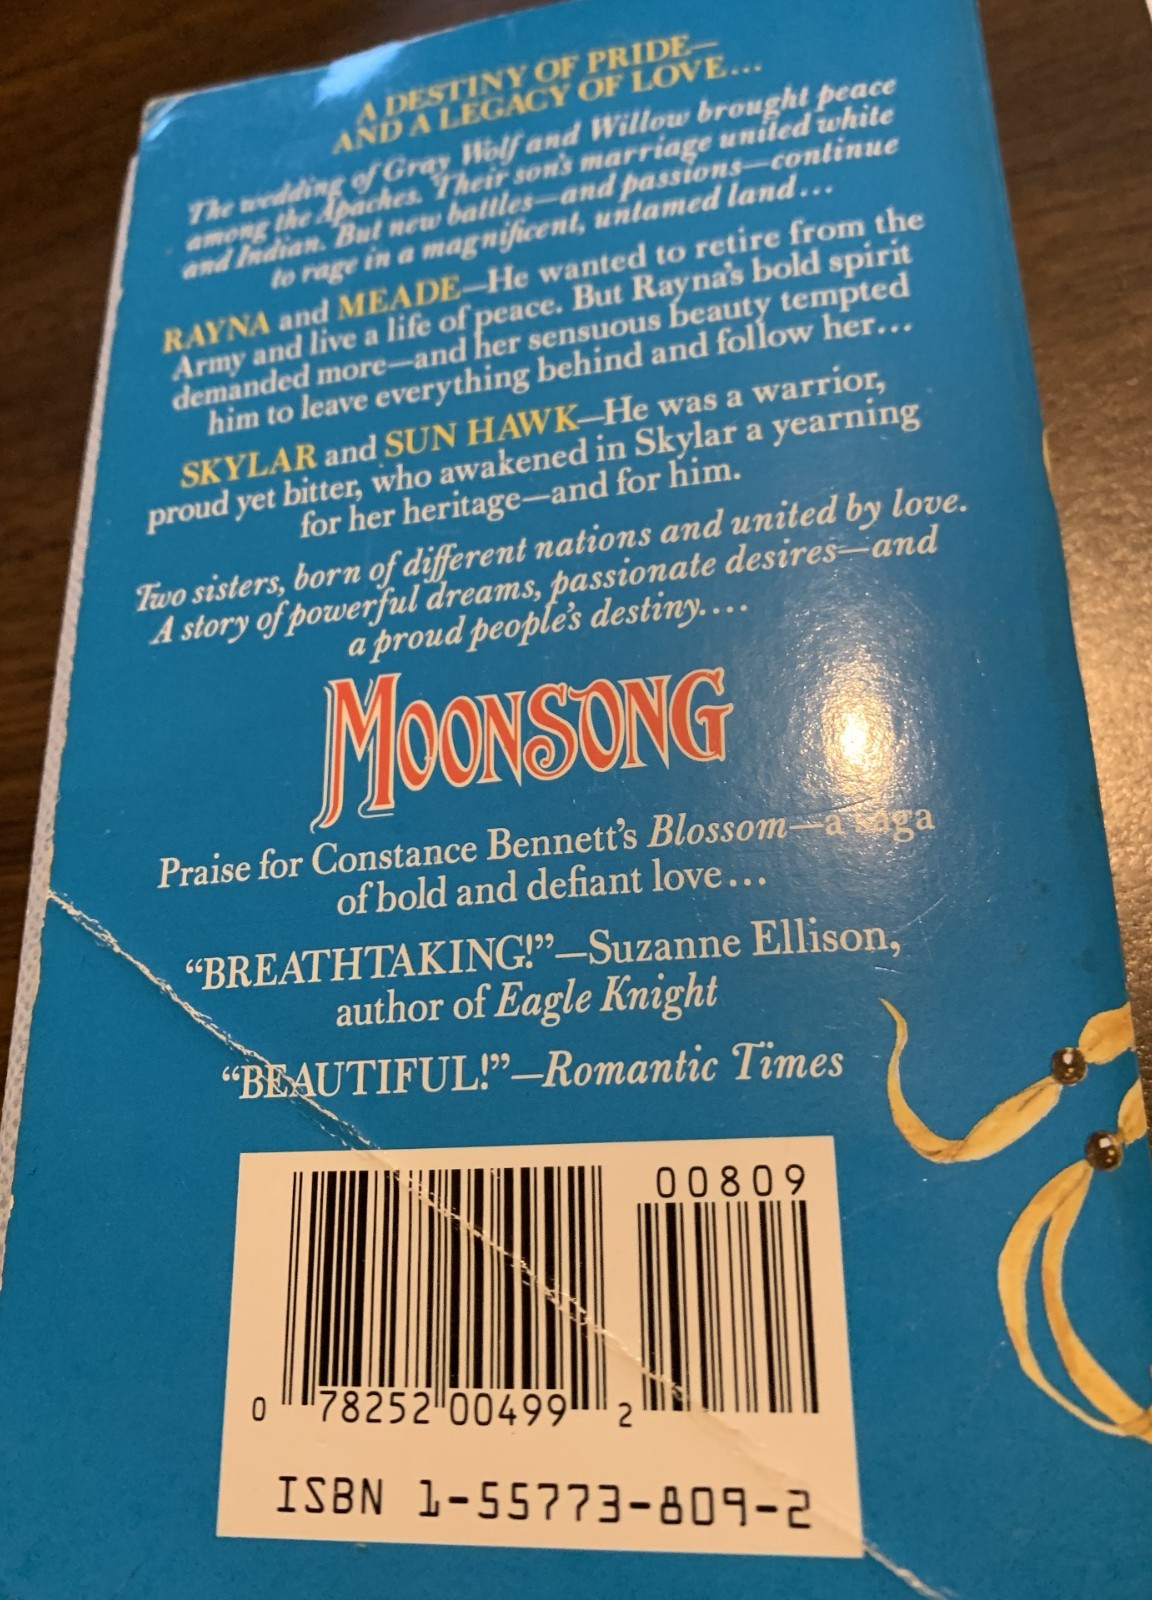 A DESTINY OF PRIDE—
AND A LEGACY OF LOVE...
The wedding of Gray Wolf and Willow brought peace
among the Apaches. Their son's marriage united white
and Indian. But new battles—and passions—continue
to rage in a magnificent, untamed land...
RAYNA and MEADE—He wanted to retire from the
Army and live a life of peace. But Rayna's bold spirit
demanded more—and her sensuous beauty tempted
him to leave everything behind and follow her...
SKYLAR and SUN HAWK—He was a warrior,
proud yet bitter, who awakened in Skylar a yearning
for her heritage—and for him.
Two sisters, born of different nations and united by love.
A story of powerful dreams, passionate desires—and
a proud people's destiny....
MOONSONG
Praise for Constance Bennett's Blossom—a saga
of bold and defiant love...
“BREATHTAKING!”—Suzanne Ellison,
author of Eagle Knight
“BEAUTIFUL!”—Romantic Times
00809
0 78252 00499 2
ISBN 1-55773-809-2